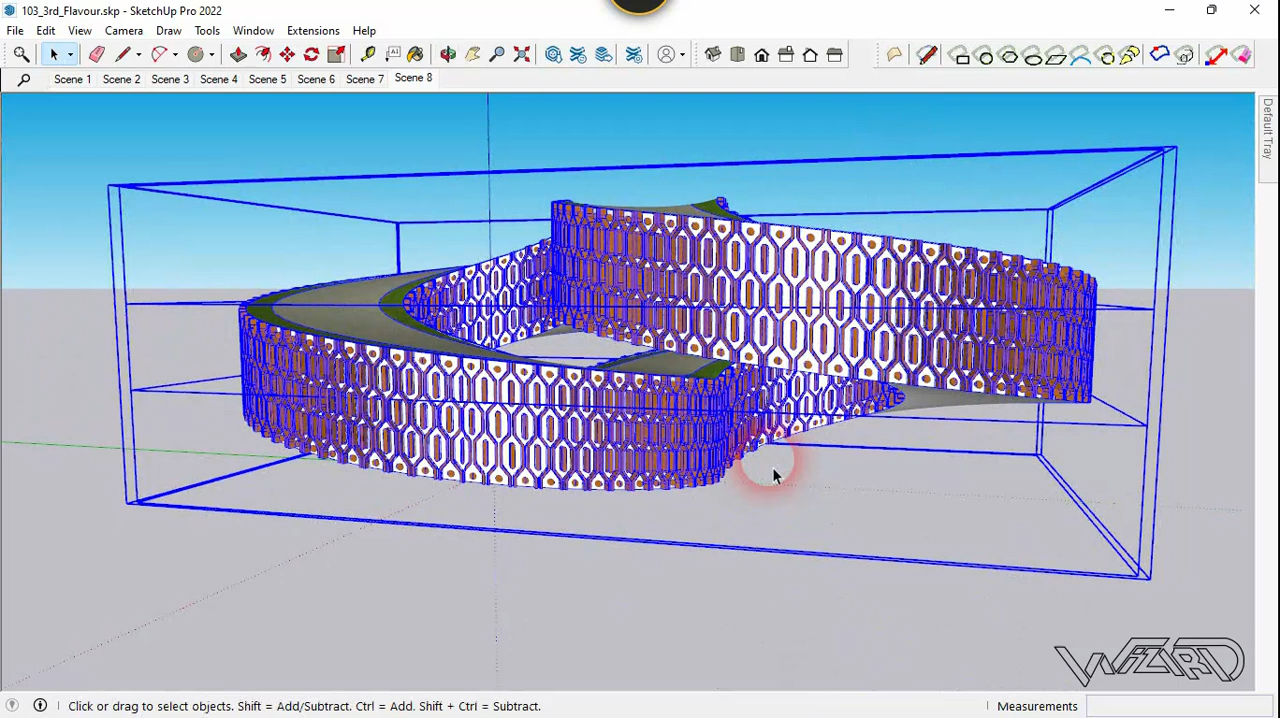 103_3rd_Flavour.skp - SketchUp Pro 2022
File Edit View Camera Draw Tools Window Extensions Help
Scene 1 Scene 2 Scene 3 Scene 4 Scene 5 Scene 6 Scene 7 Scene 8
Default Tray
WIZARD
Click or drag to select objects. Shift = Add/Subtract. Ctrl = Add. Shift + Ctrl = Subtract.
Measurements